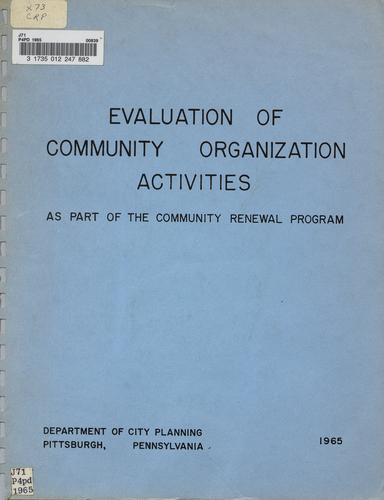 x73
CRP
J71
P4PD 1965
00839
3 1735 012 247 882
EVALUATION OF
COMMUNITY ORGANIZATION
ACTIVITIES
AS PART OF THE COMMUNITY RENEWAL PROGRAM
DEPARTMENT OF CITY PLANNING
PITTSBURGH, PENNSYLVANIA
1965
J71
P4pd
1965